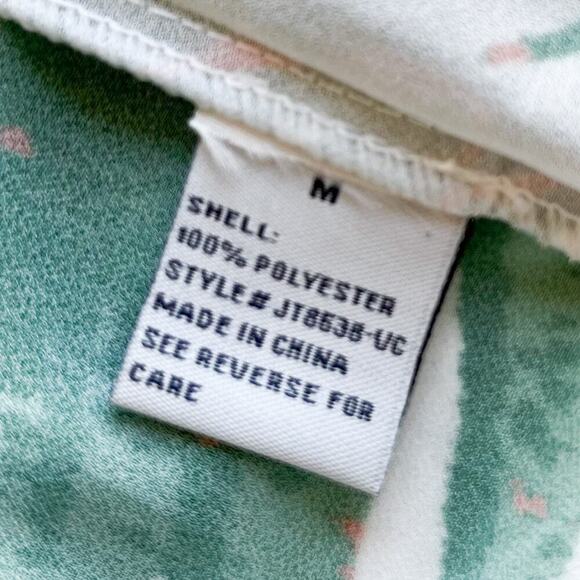 M
SHELL:
100% POLYESTER
STYLE# JT8638-UC
MADE IN CHINA
SEE REVERSE FOR
CARE